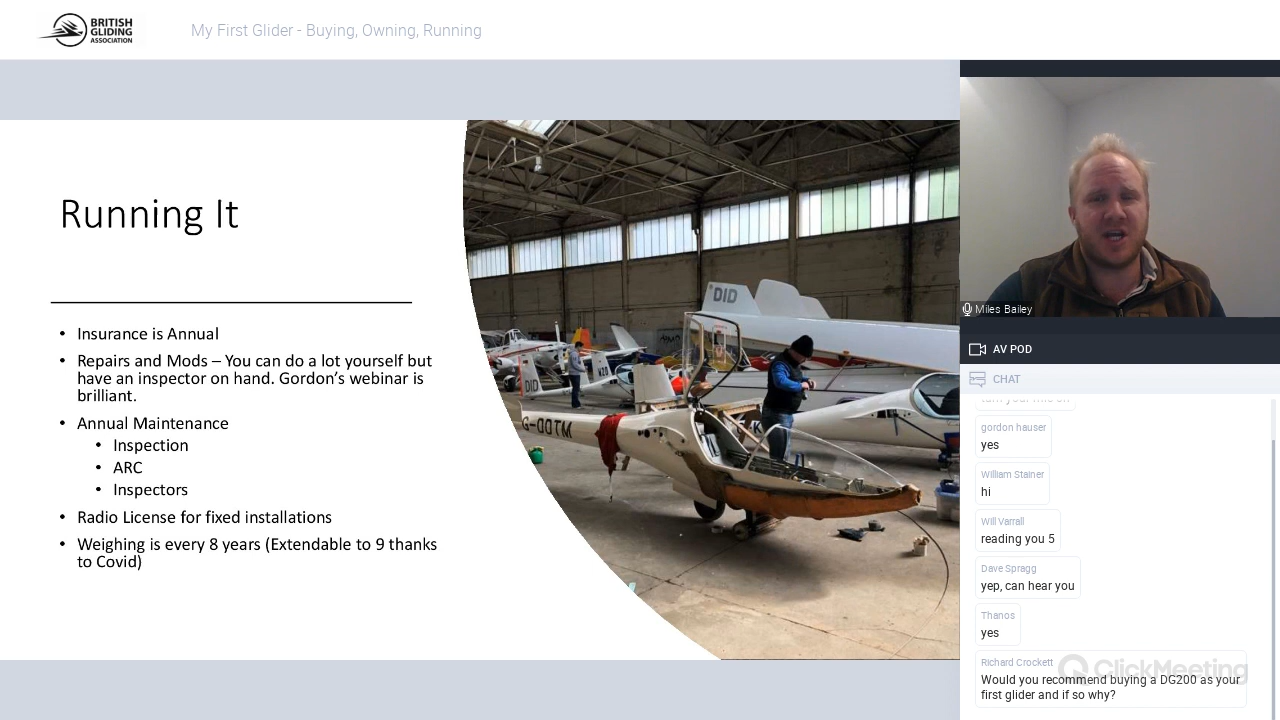 BRITISH
GLIDING
ASSOCIATION
My First Glider - Buying, Owning, Running
Running It
• Insurance is Annual
• Repairs and Mods – You can do a lot yourself but
have an inspector on hand. Gordon's webinar is
brilliant.
• Annual Maintenance
• Inspection
• ARC
• Inspectors
• Radio License for fixed installations
• Weighing is every 8 years (Extendable to 9 thanks
to Covid)
DID
DID
G-DDTM
Miles Bailey
AV POD
CHAT
turn your mic on
gordon hauser
yes
William Stainer
hi
Will Varrall
reading you 5
Dave Spragg
yep, can hear you
Thanos
yes
Richard Crockett
Would you recommend buying a DG200 as your
first glider and if so why?
ClickMeeting